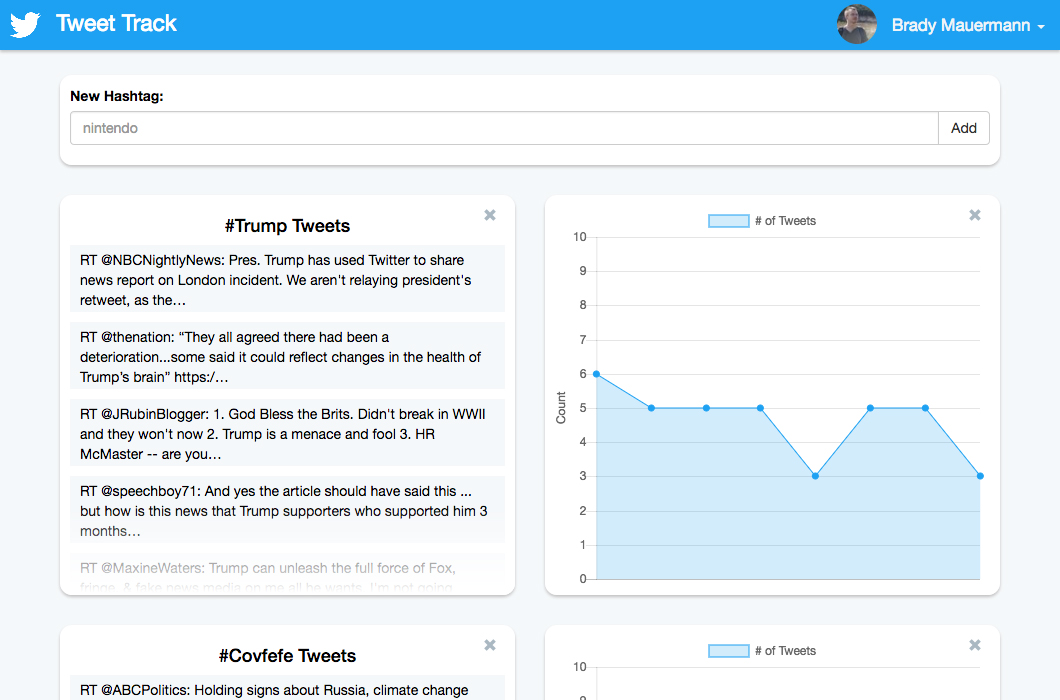 Tweet Track
Brady Mauermann
New Hashtag:
nintendo
Add
#Trump Tweets
RT @NBCNightlyNews: Pres. Trump has used Twitter to share
news report on London incident. We aren't relaying president's
retweet, as the…
RT @thenation: “They all agreed there had been a
deterioration...some said it could reflect changes in the health of
Trump’s brain” https:/…
RT @JRubinBlogger: 1. God Bless the Brits. Didn't break in WWII
and they won't now 2. Trump is a menace and fool 3. HR
McMaster -- are you…
RT @speechboy71: And yes the article should have said this ...
but how is this news that Trump supporters who supported him 3
months…
RT @MaxineWaters: Trump can unleash the full force of Fox,
fringe, & fake news media on me all he wants. I'm not going
# of Tweets
10
9
8
7
6
5
4
3
2
1
0
Count
#Covfefe Tweets
RT @ABCPolitics: Holding signs about Russia, climate change
# of Tweets
10
9